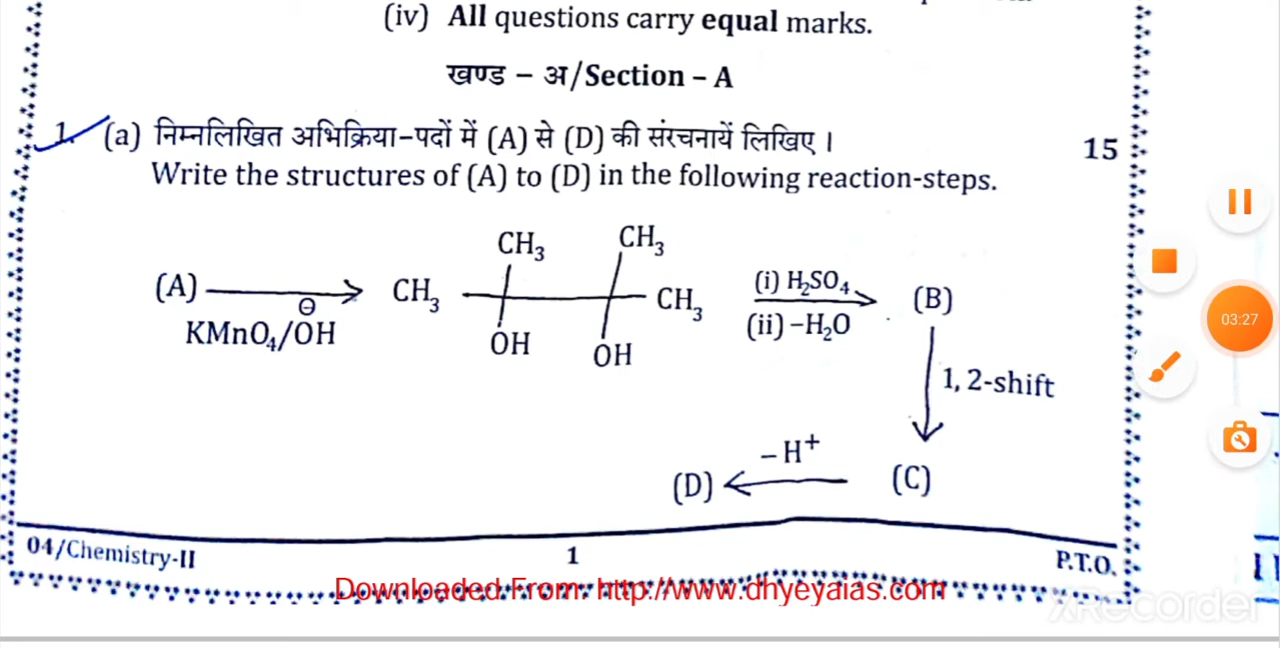 (iv) All questions carry equal marks.
खण्ड – अ/Section – A
1. (a) निम्नलिखित अभिक्रिया-पदों में (A) से (D) की संरचनायें लिखिए । 15
Write the structures of (A) to (D) in the following reaction-steps.
CH₃ CH₃
(A) CH₃ CH₃ (i) H₂SO₄ (B)
KMnO₄/OH⊖ (ii) –H₂O
OH OH
1, 2-shift
– H⁺
(D) (C)
04/Chemistry-II 1 P.T.O.
Downloaded From: http://www.dhyeyaias.com
XRecorder
03:27